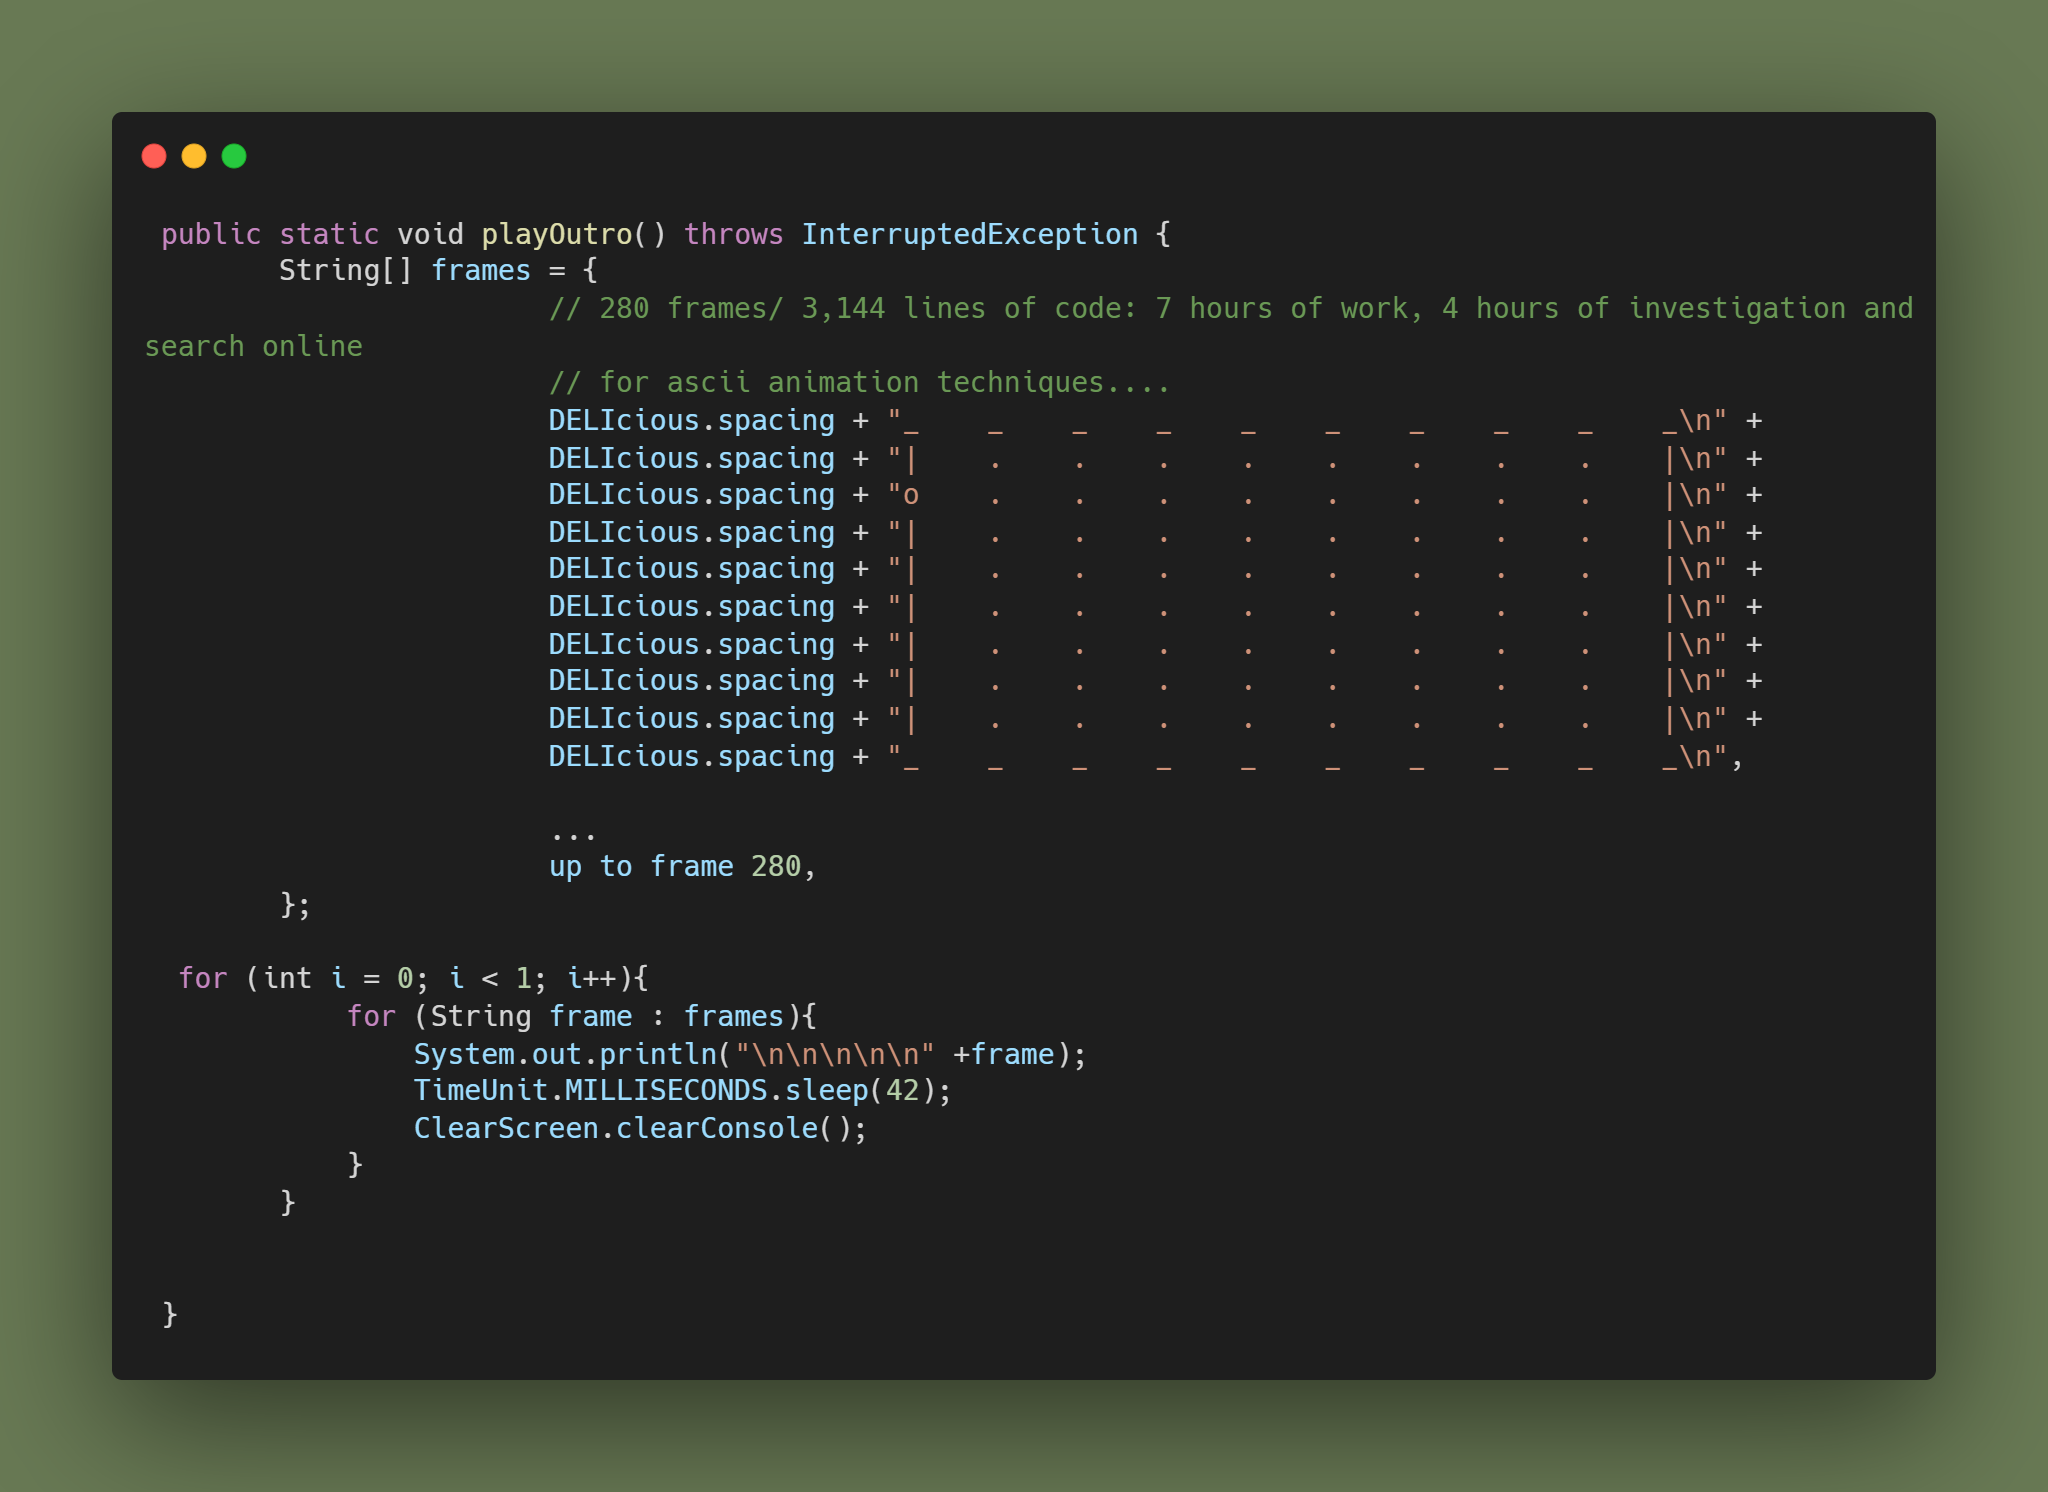 public static void playOutro() throws InterruptedException {
       String[] frames = {
                       // 280 frames/ 3,144 lines of code: 7 hours of work, 4 hours of investigation and
search online
                       // for ascii animation techniques....
                       DELIcious.spacing + "_    _    _    _    _    _    _    _    _    _\n" +
                       DELIcious.spacing + "|    .    .    .    .    .    .    .    .    |\n" +
                       DELIcious.spacing + "o    .    .    .    .    .    .    .    .    |\n" +
                       DELIcious.spacing + "|    .    .    .    .    .    .    .    .    |\n" +
                       DELIcious.spacing + "|    .    .    .    .    .    .    .    .    |\n" +
                       DELIcious.spacing + "|    .    .    .    .    .    .    .    .    |\n" +
                       DELIcious.spacing + "|    .    .    .    .    .    .    .    .    |\n" +
                       DELIcious.spacing + "|    .    .    .    .    .    .    .    .    |\n" +
                       DELIcious.spacing + "|    .    .    .    .    .    .    .    .    |\n" +
                       DELIcious.spacing + "_    _    _    _    _    _    _    _    _    _\n",

                       ...
                       up to frame 280,
       };

 for (int i = 0; i < 1; i++){
           for (String frame : frames){
               System.out.println("\n\n\n\n\n" +frame);
               TimeUnit.MILLISECONDS.sleep(42);
               ClearScreen.clearConsole();
           }
       }


}